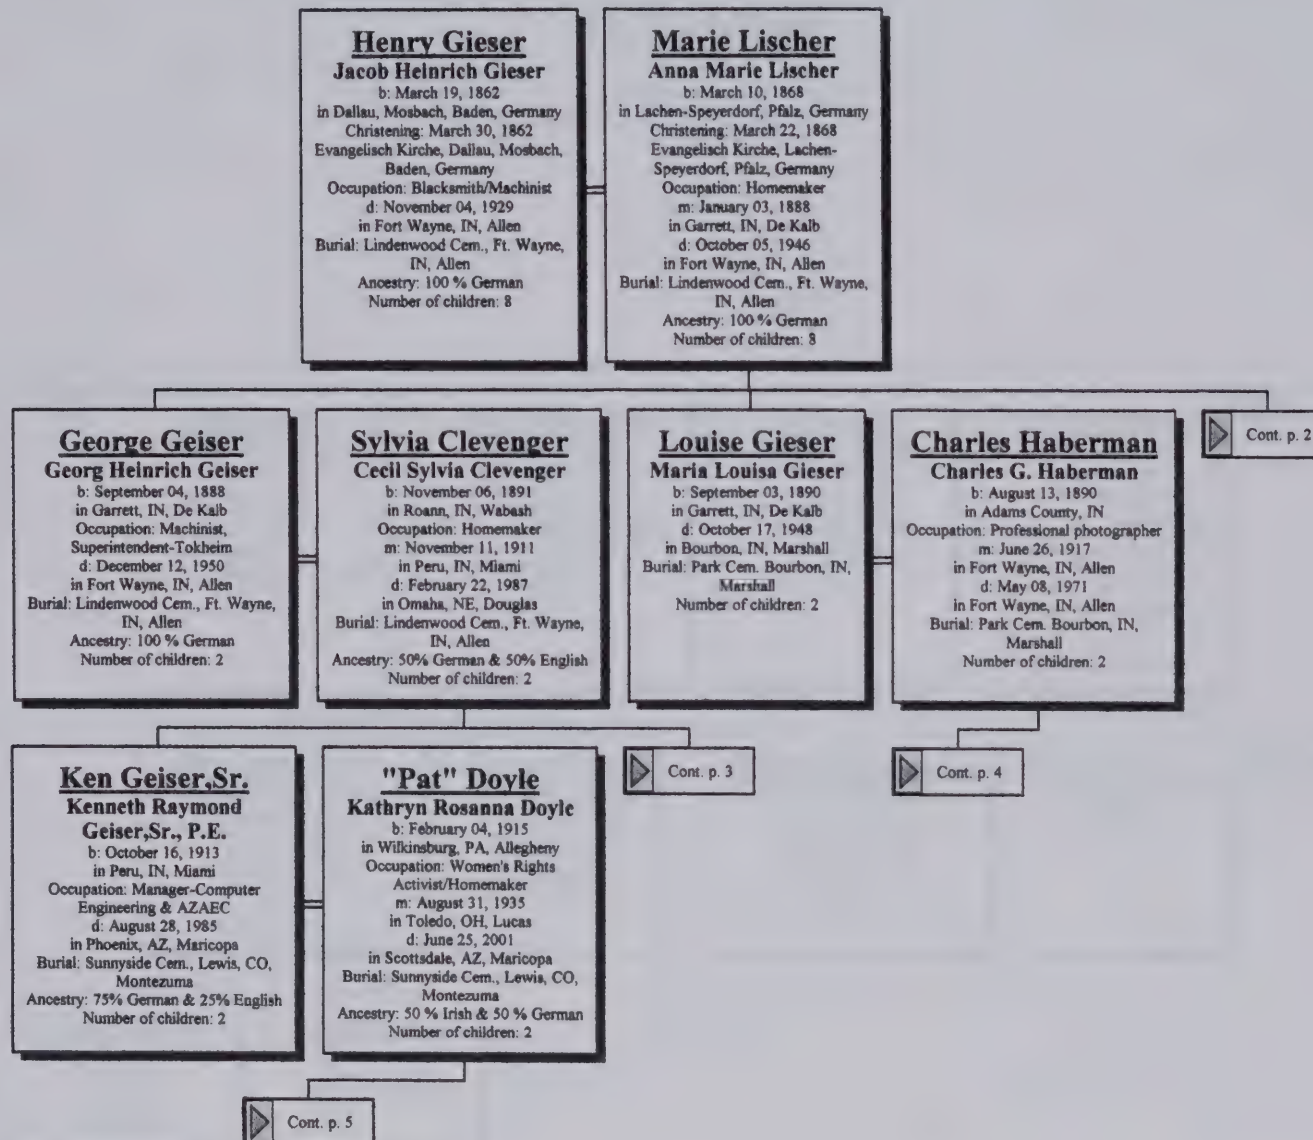 Henry Gieser
Jacob Heinrich Gieser
b: March 19, 1862
in Dallau, Mosbach, Baden, Germany
Christening: March 30, 1862
Evangelisch Kirche, Dallau, Mosbach,
Baden, Germany
Occupation: Blacksmith/Machinist
d: November 04, 1929
in Fort Wayne, IN, Allen
Burial: Lindenwood Cem., Ft. Wayne,
IN, Allen
Ancestry: 100 % German
Number of children: 8
Marie Lischer
Anna Marie Lischer
b: March 10, 1868
in Lachen-Speyerdorf, Pfalz, Germany
Christening: March 22, 1868
Evangelisch Kirche, Lachen-
Speyerdorf, Pfalz, Germany
Occupation: Homemaker
m: January 03, 1888
in Garrett, IN, De Kalb
d: October 05, 1946
in Fort Wayne, IN, Allen
Burial: Lindenwood Cem., Ft. Wayne,
IN, Allen
Ancestry: 100 % German
Number of children: 8
George Geiser
Georg Heinrich Geiser
b: September 04, 1888
in Garrett, IN, De Kalb
Occupation: Machinist,
Superintendent-Tokheim
d: December 12, 1950
in Fort Wayne, IN, Allen
Burial: Lindenwood Cem., Ft. Wayne,
IN, Allen
Ancestry: 100 % German
Number of children: 2
Sylvia Clevenger
Cecil Sylvia Clevenger
b: November 06, 1891
in Roann, IN, Wabash
Occupation: Homemaker
m: November 11, 1911
in Peru, IN, Miami
d: February 22, 1987
in Omaha, NE, Douglas
Burial: Lindenwood Cem., Ft. Wayne,
IN, Allen
Ancestry: 50% German & 50% English
Number of children: 2
Louise Gieser
Maria Louisa Gieser
b: September 03, 1890
in Garrett, IN, De Kalb
d: October 17, 1948
in Bourbon, IN, Marshall
Burial: Park Cem. Bourbon, IN,
Marshall
Number of children: 2
Charles Haberman
Charles G. Haberman
b: August 13, 1890
in Adams County, IN
Occupation: Professional photographer
m: June 26, 1917
in Fort Wayne, IN, Allen
d: May 08, 1971
in Fort Wayne, IN, Allen
Burial: Park Cem. Bourbon, IN,
Marshall
Number of children: 2
Cont. p. 2
Ken Geiser,Sr.
Kenneth Raymond
Geiser,Sr., P.E.
b: October 16, 1913
in Peru, IN, Miami
Occupation: Manager-Computer
Engineering & AZAEC
d: August 28, 1985
in Phoenix, AZ, Maricopa
Burial: Sunnyside Cem., Lewis, CO,
Montezuma
Ancestry: 75% German & 25% English
Number of children: 2
"Pat" Doyle
Kathryn Rosanna Doyle
b: February 04, 1915
in Wilkinsburg, PA, Allegheny
Occupation: Women's Rights
Activist/Homemaker
m: August 31, 1935
in Toledo, OH, Lucas
d: June 25, 2001
in Scottsdale, AZ, Maricopa
Burial: Sunnyside Cem., Lewis, CO,
Montezuma
Ancestry: 50 % Irish & 50 % German
Number of children: 2
Cont. p. 3
Cont. p. 4
Cont. p. 5